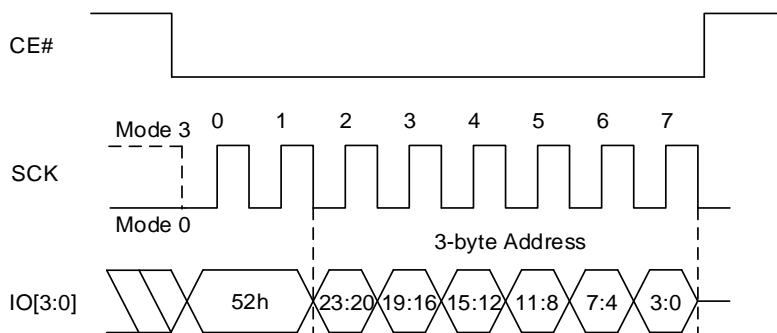 CE#
0 1 2 3 4 5 6 7
Mode 3
SCK
Mode 0
3-byte Address
IO[3:0] 52h 23:20 19:16 15:12 11:8 7:4 3:0